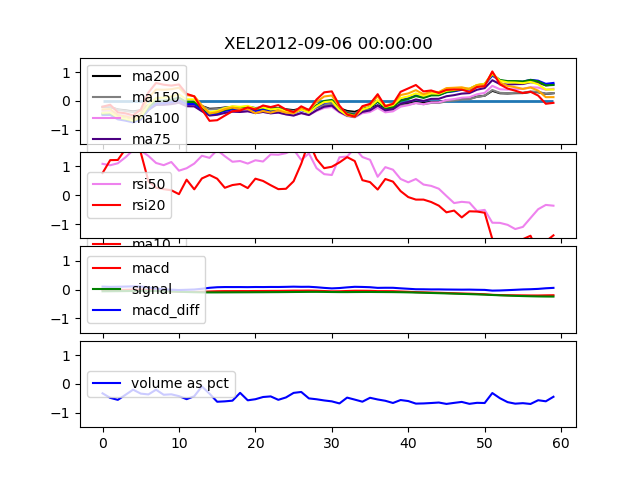 XEL2012-09-06 00:00:00
1
0
−1
ma200
ma150
ma100
ma75
1
0
−1
rsi50
rsi20
ma10
1
0
−1
macd
signal
macd_diff
1
0
−1
volume as pct
0 10 20 30 40 50 60